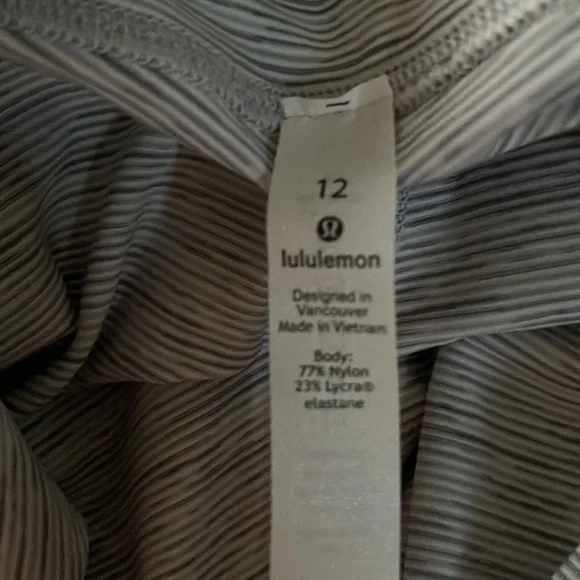 12
lululemon
Designed in
Vancouver
Made in Vietnam
Body:
77% Nylon
23% Lycra®
elastane